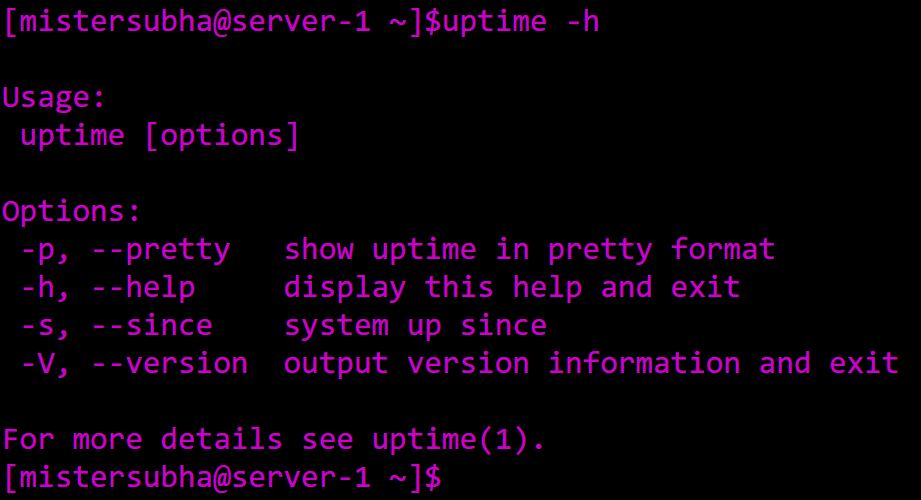 [mistersubha@server-1 ~]$uptime -h
Usage:
 uptime [options]
Options:
 -p, --pretty   show uptime in pretty format
 -h, --help     display this help and exit
 -s, --since    system up since
 -V, --version  output version information and exit
For more details see uptime(1).
[mistersubha@server-1 ~]$